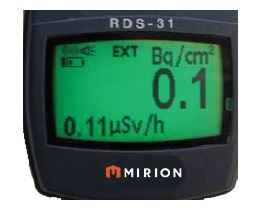 RDS-31
EXT Bq/cm²
0.1
0.11µSv/h
MIRION